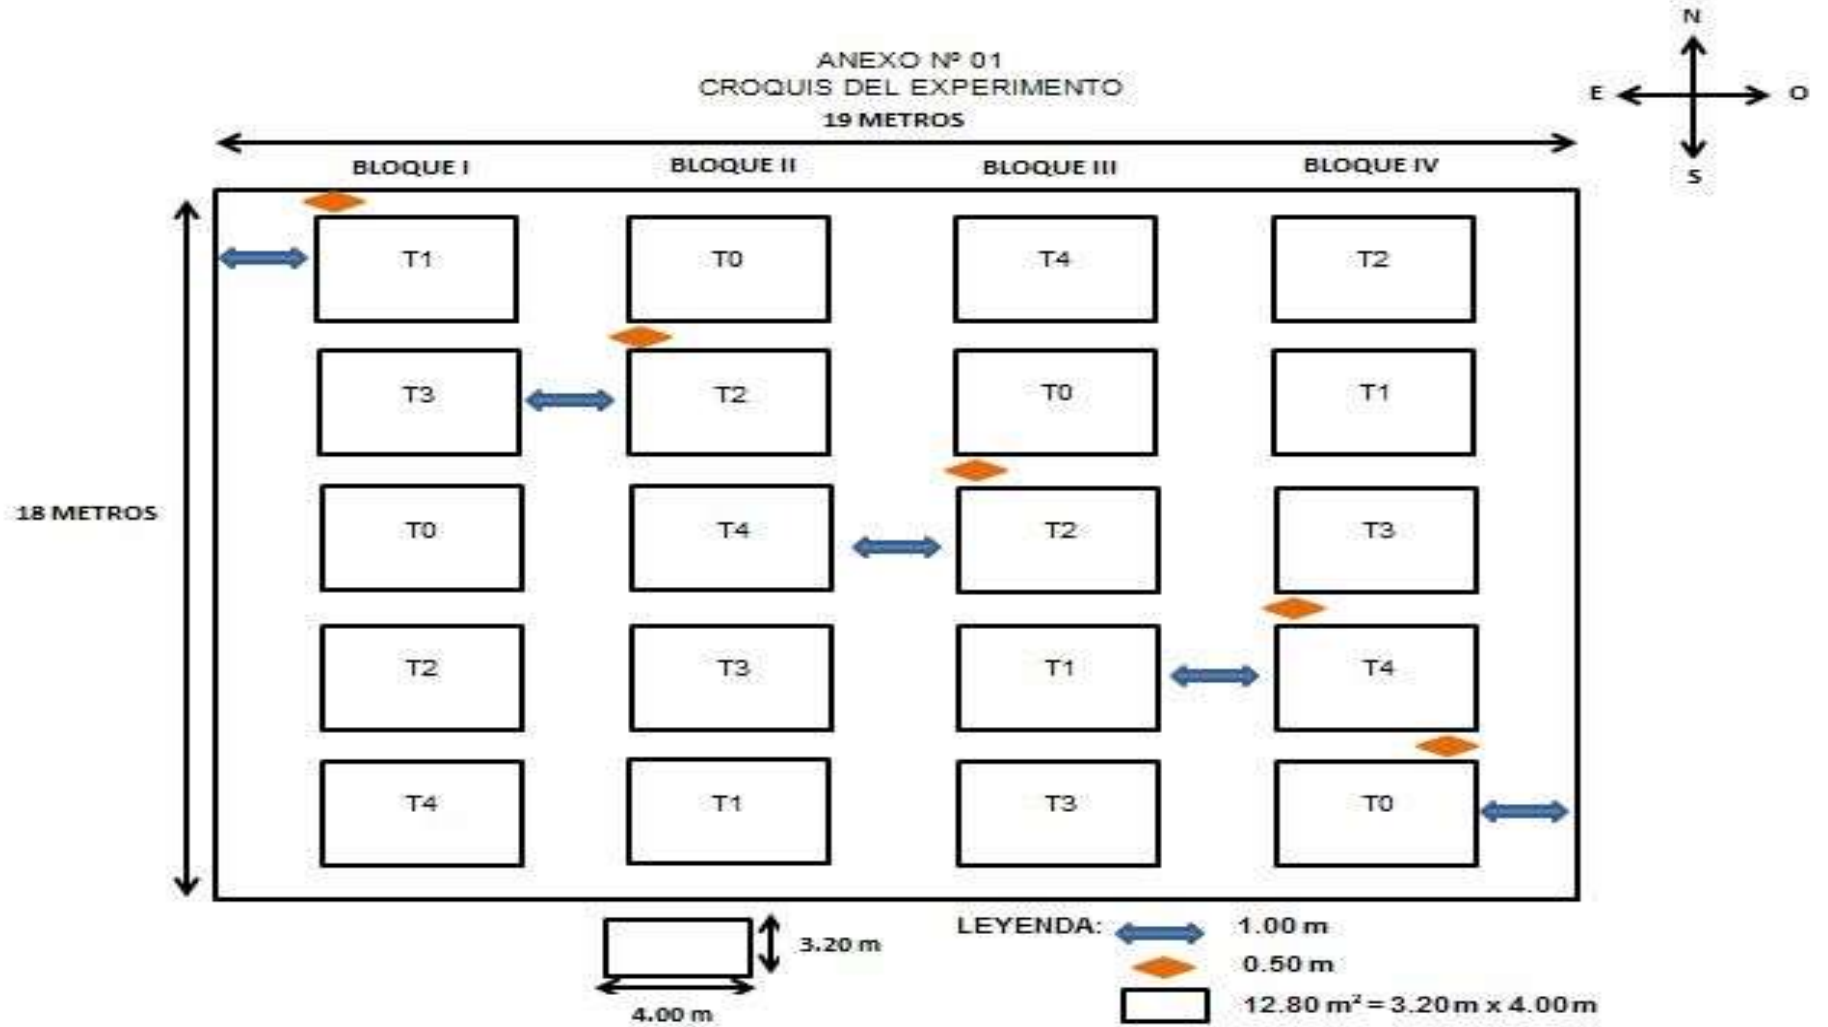 N
ANEXO Nº 01
CROQUIS DEL EXPERIMENTO
E O
19 METROS
S
BLOQUE I BLOQUE II BLOQUE III BLOQUE IV
T1 T0 T4 T2
T3 T2 T0 T1
18 METROS
T0 T4 T2 T3
T2 T3 T1 T4
T4 T1 T3 T0
3.20 m
4.00 m
LEYENDA: 1.00 m
0.50 m
12.80 m² = 3.20m x 4.00m